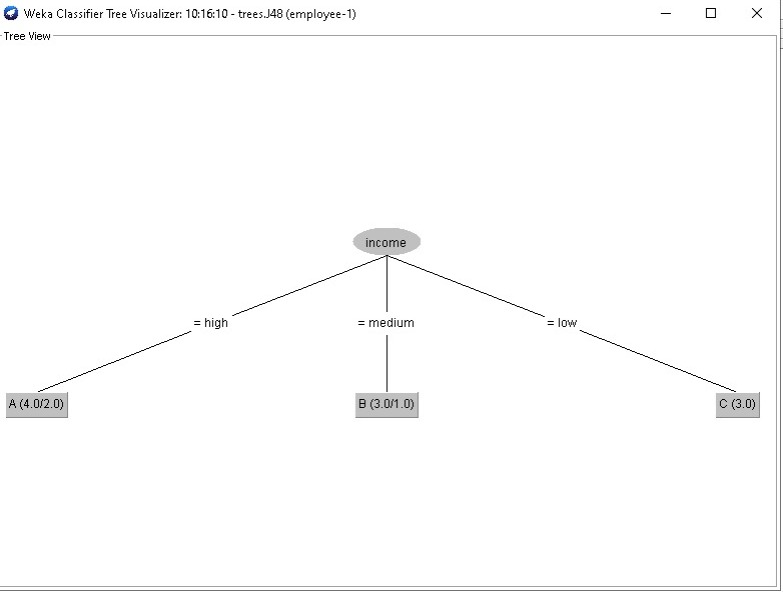 Weka Classifier Tree Visualizer: 10:16:10 - trees.J48 (employee-1)
Tree View
income
= high
= medium
= low
A (4.0/2.0)
B (3.0/1.0)
C (3.0)